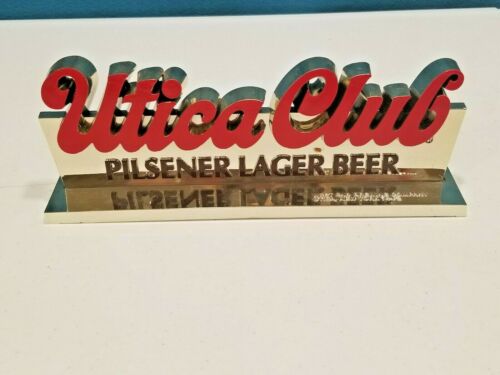 Utica Club
PILSENER LAGER BEER